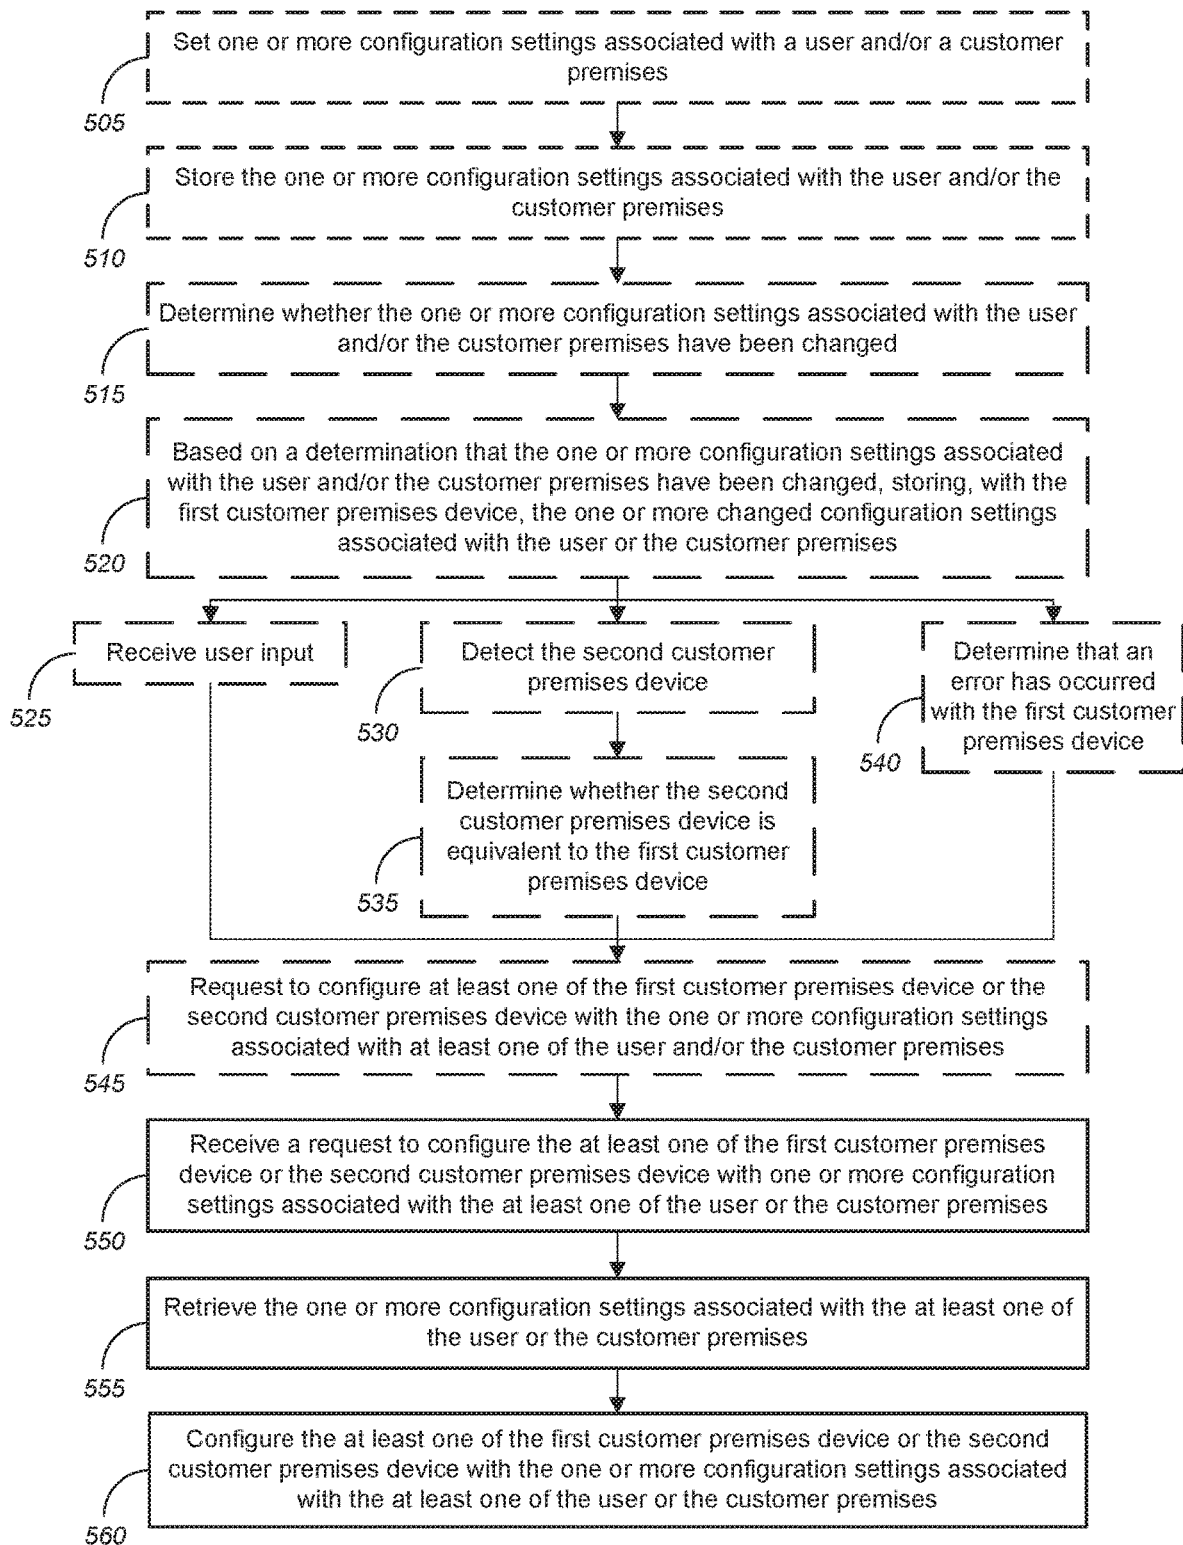 Set one or more configuration settings associated with a user and/or a customer
premises
505
Store the one or more configuration settings associated with the user and/or the
customer premises
510
Determine whether the one or more configuration settings associated with the user
and/or the customer premises have been changed
515
Based on a determination that the one or more configuration settings associated
with the user and/or the customer premises have been changed, storing, with the
first customer premises device, the one or more changed configuration settings
associated with the user or the customer premises
520
Receive user input
525
Detect the second customer
premises device
530
Determine whether the second
customer premises device is
equivalent to the first customer
premises device
535
Determine that an
error has occurred
with the first customer
premises device
540
Request to configure at least one of the first customer premises device or the
second customer premises device with the one or more configuration settings
associated with at least one of the user and/or the customer premises
545
Receive a request to configure the at least one of the first customer premises
device or the second customer premises device with one or more configuration
settings associated with the at least one of the user or the customer premises
550
Retrieve the one or more configuration settings associated with the at least one of
the user or the customer premises
555
Configure the at least one of the first customer premises device or the second
customer premises device with the one or more configuration settings associated
with the at least one of the user or the customer premises
560